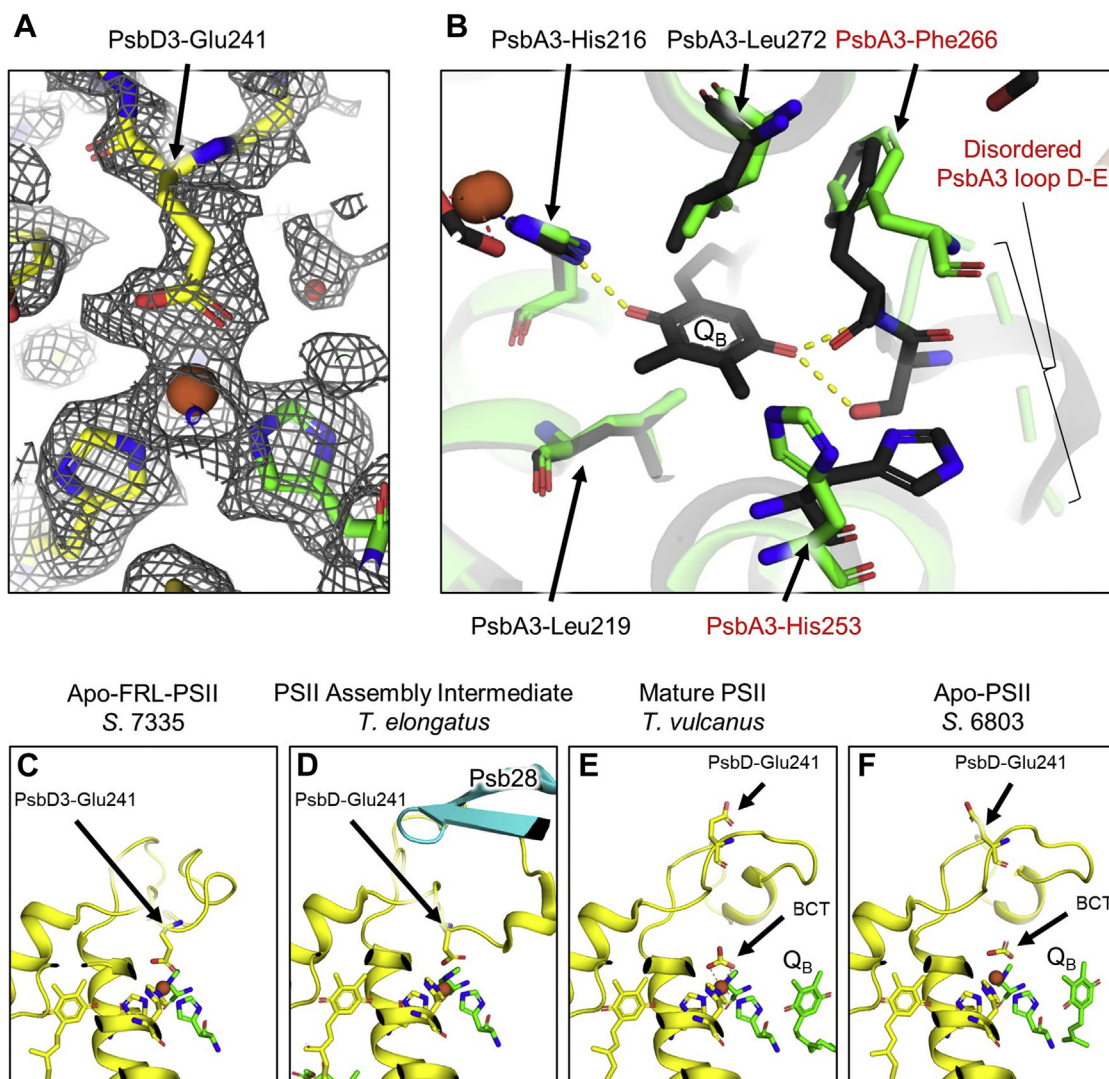 A
PsbD3-Glu241
B
PsbA3-His216
PsbA3-Leu272
PsbA3-Phe266
Disordered
PsbA3 loop D-E
QB
PsbA3-Leu219
PsbA3-His253
Apo-FRL-PSII
S. 7335
PSII Assembly Intermediate
T. elongatus
Mature PSII
T. vulcanus
Apo-PSII
S. 6803
C
PsbD3-Glu241
D
Psb28
PsbD-Glu241
E
PsbD-Glu241
BCT
QB
F
PsbD-Glu241
BCT
QB